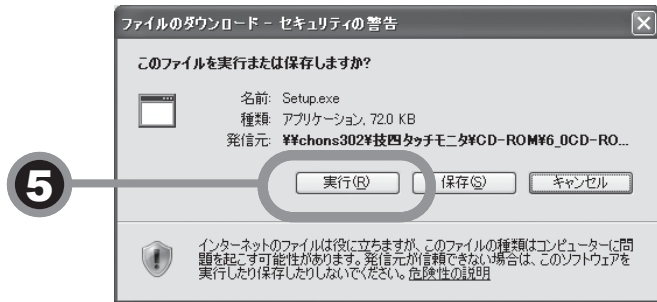 ファイルのダウンロード - セキュリティの警告
このファイルを実行または保存しますか?
名前: Setup.exe
種類: アプリケーション, 72.0 KB
発信元: ¥¥chons302¥技四タッチモニタ¥CD-ROM¥6_0CD-RO...
5
実行(R)
保存(S)
キャンセル
インターネットのファイルは役に立ちますが、このファイルの種類はコンピューターに問
題を起こす可能性があります。発信元が信頼できない場合は、このソフトウェアを
実行したり保存したりしないでください。危険性の説明